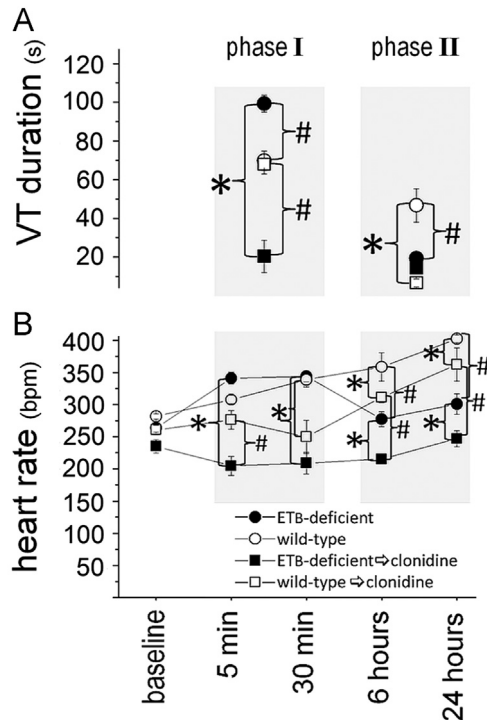 A
phase I
phase II
VT duration (s)
120
100
80
60
40
20
*
#
#
*
#
B
heart rate (bpm)
400
350
300
250
200
150
100
50
*
#
*
*
*
#
#
*
*
#
#
ETB-deficient
wild-type
ETB-deficient⇨clonidine
wild-type ⇨clonidine
baseline
5 min
30 min
6 hours
24 hours